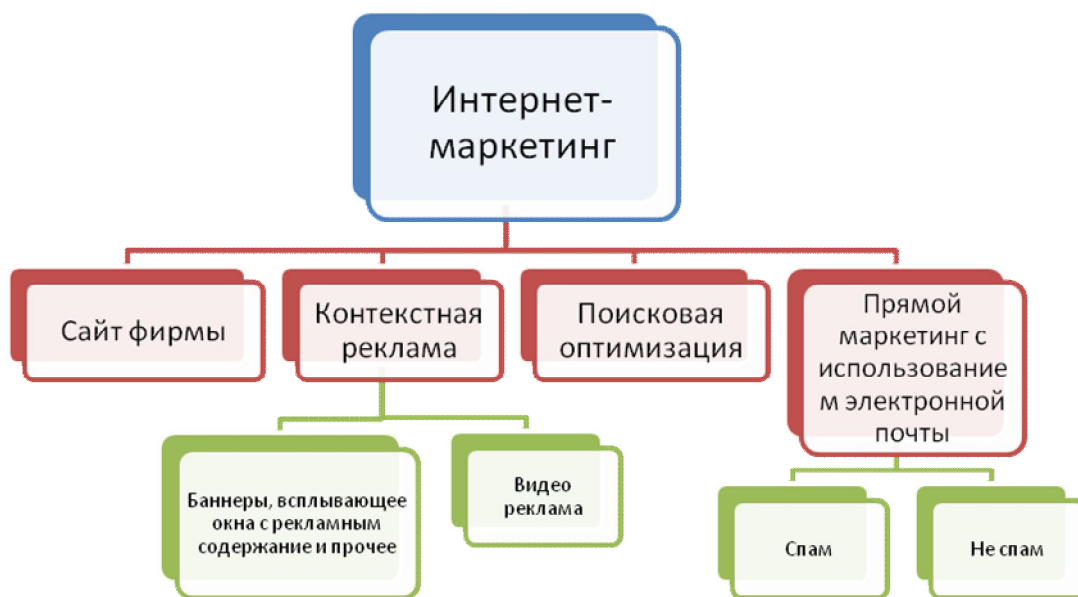 Интернет-
маркетинг
Сайт фирмы
Контекстная
реклама
Поисковая
оптимизация
Прямой
маркетинг с
использование
м электронной
почты
Баннеры, всплывающее
окна с рекламным
содержание и прочее
Видео
реклама
Спам
Не спам